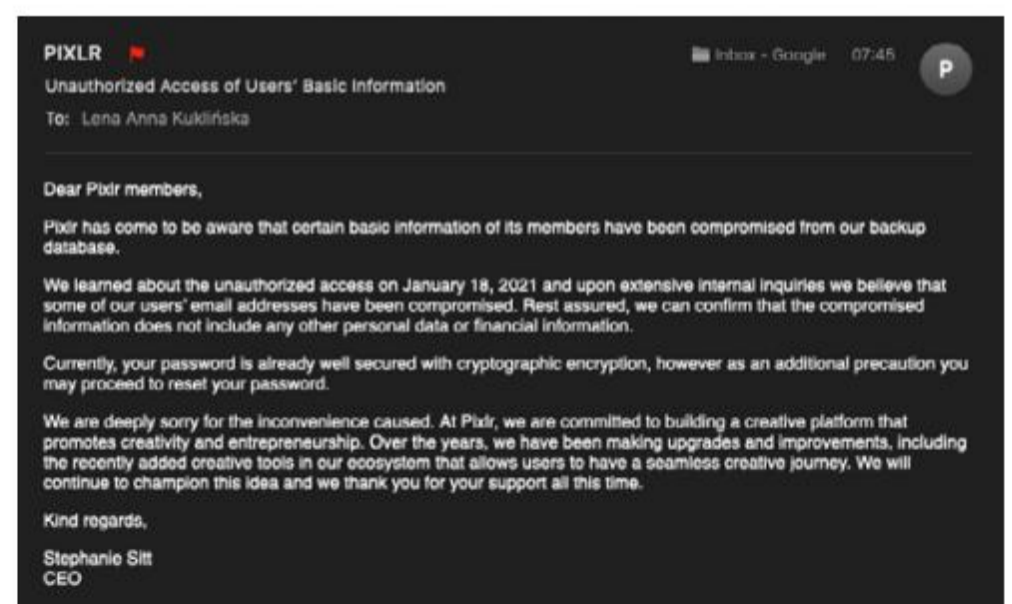 PIXLR
Inbox - Google 07:45
P
Unauthorized Access of Users' Basic Information
To: Lena Anna Kuklińska
Dear Pixlr members,
Pixlr has come to be aware that certain basic information of its members have been compromised from our backup
database.
We learned about the unauthorized access on January 18, 2021 and upon extensive internal inquiries we believe that
some of our users' email addresses have been compromised. Rest assured, we can confirm that the compromised
information does not include any other personal data or financial information.
Currently, your password is already well secured with cryptographic encryption, however as an additional precaution you
may proceed to reset your password.
We are deeply sorry for the inconvenience caused. At Pixlr, we are committed to building a creative platform that
promotes creativity and entrepreneurship. Over the years, we have been making upgrades and improvements, including
the recently added creative tools in our ecosystem that allows users to have a seamless creative journey. We will
continue to champion this idea and we thank you for your support all this time.
Kind regards,
Stephanie Sitt
CEO